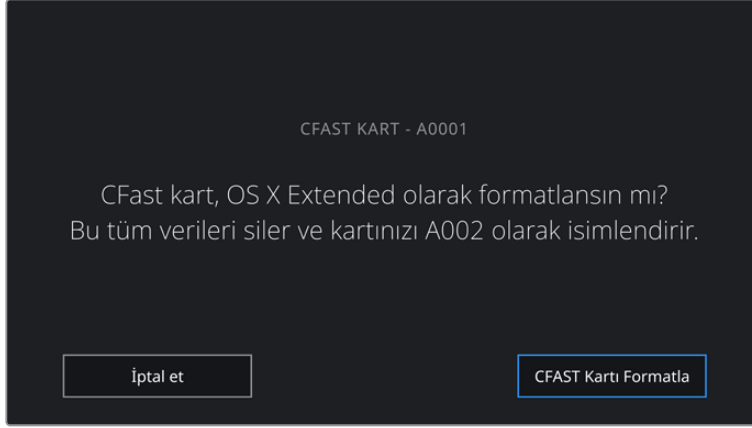 CFAST KART - A0001
CFast kart, OS X Extended olarak formatlansın mı?
Bu tüm verileri siler ve kartınızı A002 olarak isimlendirir.
İptal et
CFAST Kartı Formatla